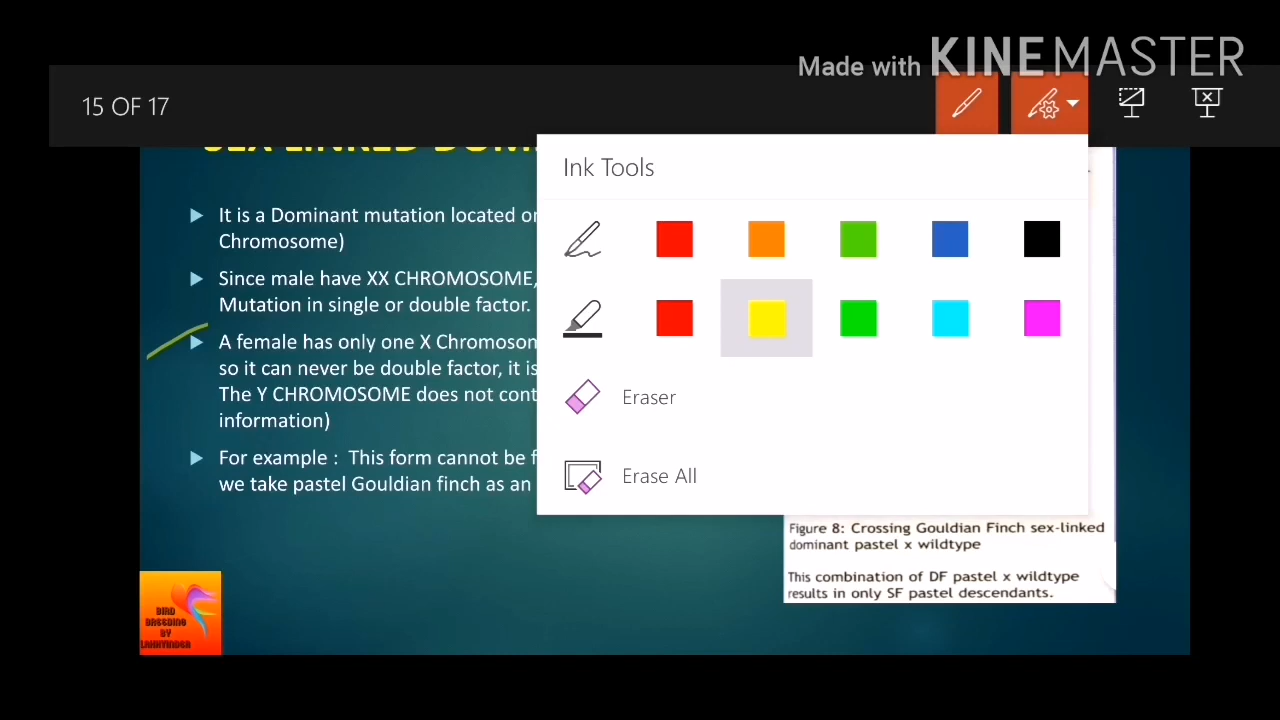 Made with KINEMASTER
15 OF 17
Ink Tools
Eraser
Erase All
It is a Dominant mutation located
Chromosome)
Since male have XX CHROMOSOME,
Mutation in single or double factor.
A female has only one X
so it can never be double factor, it is
The Y CHROMOSOME does not
information)
For example : This form cannot be
we take pastel Gouldian finch as an
Figure 8: Crossing Gouldian Finch sex-linked
dominant pastel x wildtype
This combination of DF pastel x wildtype
results in only SF pastel descendants.
BIRD
BREEDING
BY